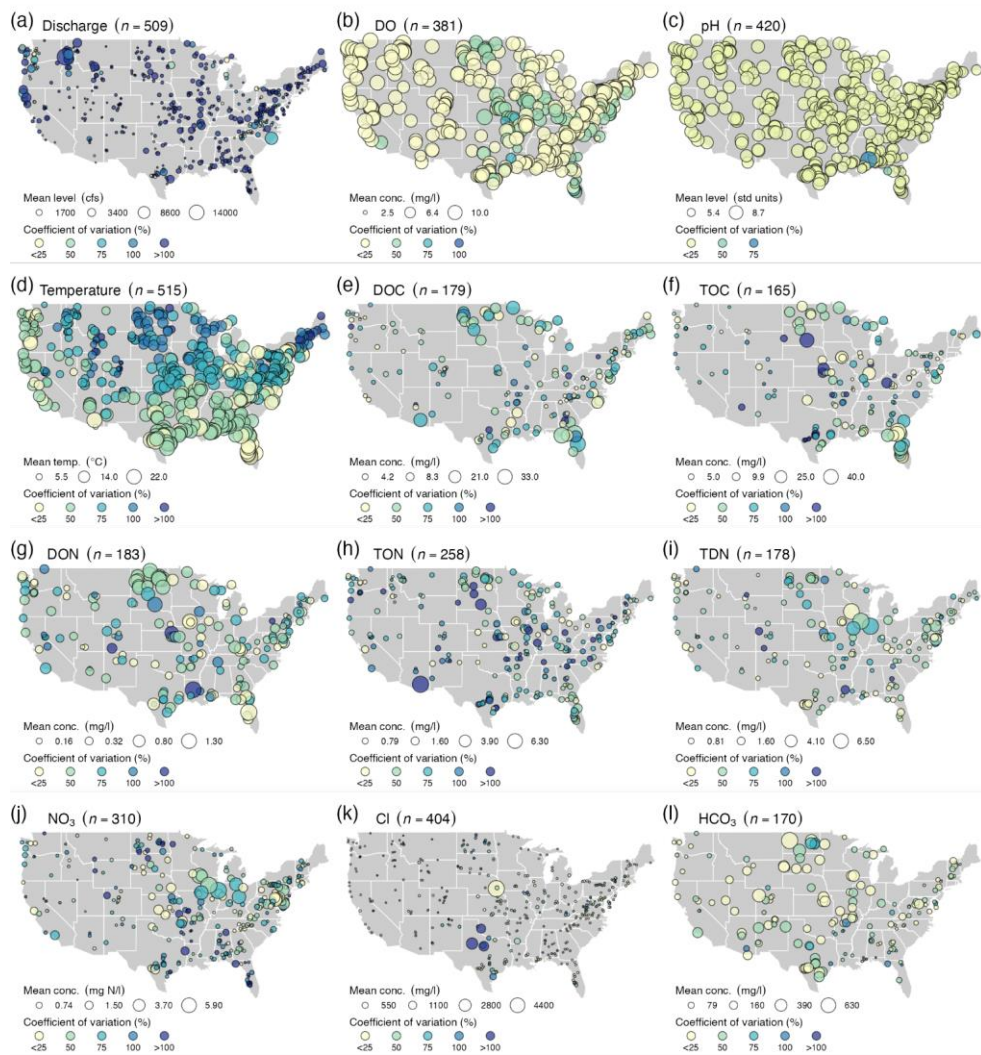 (a) Discharge (n = 509)
Mean level (cfs)
1700 3400 8600 14000
Coefficient of variation (%)
<25 50 75 100 >100
(b) DO (n = 381)
Mean conc. (mg/l)
2.5 6.4 10.0
Coefficient of variation (%)
<25 50 75 100
(c) pH (n = 420)
Mean level (std units)
5.4 8.7
Coefficient of variation (%)
<25 50 75
(d) Temperature (n = 515)
Mean temp. (°C)
5.5 14.0 22.0
Coefficient of variation (%)
<25 50 75 100 >100
(e) DOC (n = 179)
Mean conc. (mg/l)
4.2 8.3 21.0 33.0
Coefficient of variation (%)
<25 50 75 100 >100
(f) TOC (n = 165)
Mean conc. (mg/l)
5.0 9.9 25.0 40.0
Coefficient of variation (%)
<25 50 75 100 >100
(g) DON (n = 183)
Mean conc. (mg/l)
0.16 0.32 0.80 1.30
Coefficient of variation (%)
<25 50 75 100 >100
(h) TON (n = 258)
Mean conc. (mg/l)
0.79 1.60 3.90 6.30
Coefficient of variation (%)
<25 50 75 100 >100
(i) TDN (n = 178)
Mean conc. (mg/l)
0.81 1.60 4.10 6.50
Coefficient of variation (%)
<25 50 75 100 >100
(j) NO₃ (n = 310)
Mean conc. (mg N/l)
0.74 1.50 3.70 5.90
Coefficient of variation (%)
<25 50 75 100 >100
(k) Cl (n = 404)
Mean conc. (mg/l)
550 1100 2800 4400
Coefficient of variation (%)
<25 50 75 100 >100
(l) HCO₃ (n = 170)
Mean conc. (mg/l)
79 160 390 630
Coefficient of variation (%)
<25 50 75 100 >100